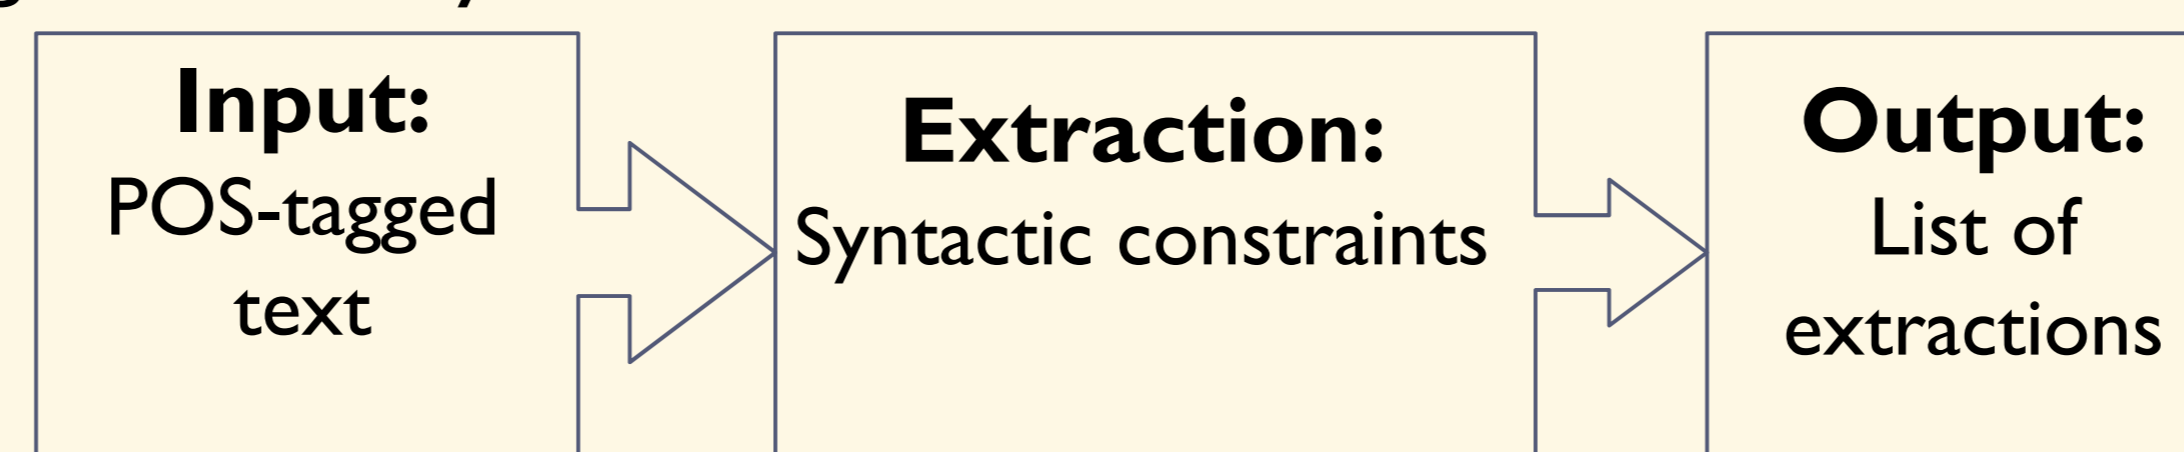 Input:
POS-tagged
text
Extraction:
Syntactic constraints
Output:
List of
extractions